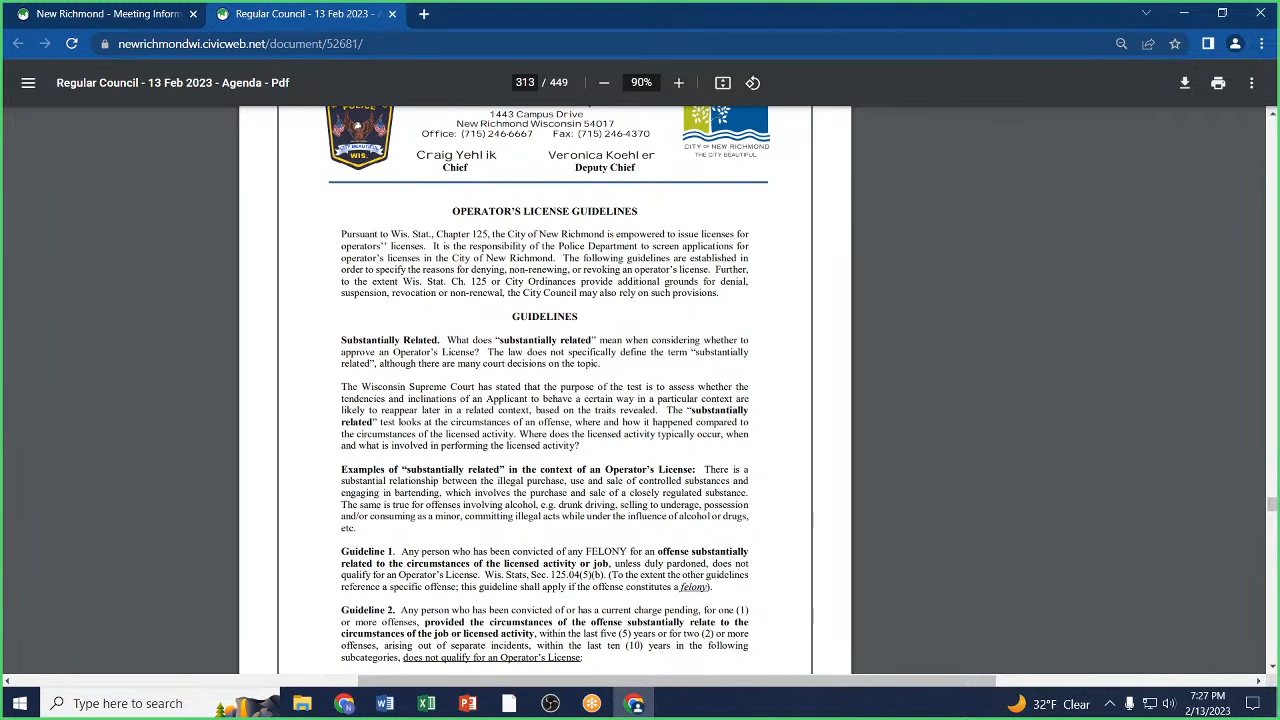 New Richmond - Meeting Inform
Regular Council - 13 Feb 2023 -
newrichmondwi.civicweb.net/document/52681/
Regular Council - 13 Feb 2023 - Agenda - Pdf
313 / 449
90%
POLICE
CITY BEAUTIFUL
WIS.
1443 Campus Drive
New Richmond Wisconsin 54017
Office: (715) 246-6667 Fax: (715) 246-4370
Craig Yehlik
Chief
Veronica Koehler
Deputy Chief
CITY OF NEW RICHMOND
THE CITY BEAUTIFUL
OPERATOR'S LICENSE GUIDELINES
Pursuant to Wis. Stat., Chapter 125, the City of New Richmond is empowered to issue licenses for
operators'' licenses. It is the responsibility of the Police Department to screen applications for
operator's licenses in the City of New Richmond. The following guidelines are established in
order to specify the reasons for denying, non-renewing, or revoking an operator's license. Further,
to the extent Wis. Stat. Ch. 125 or City Ordinances provide additional grounds for denial,
suspension, revocation or non-renewal, the City Council may also rely on such provisions.
GUIDELINES
Substantially Related. What does "substantially related" mean when considering whether to
approve an Operator's License? The law does not specifically define the term "substantially
related", although there are many court decisions on the topic.
The Wisconsin Supreme Court has stated that the purpose of the test is to assess whether the
tendencies and inclinations of an Applicant to behave a certain way in a particular context are
likely to reappear later in a related context, based on the traits revealed. The "substantially
related" test looks at the circumstances of an offense, where and how it happened compared to
the circumstances of the licensed activity. Where does the licensed activity typically occur, when
and what is involved in performing the licensed activity?
Examples of "substantially related" in the context of an Operator's License: There is a
substantial relationship between the illegal purchase, use and sale of controlled substances and
engaging in bartending, which involves the purchase and sale of a closely regulated substance.
The same is true for offenses involving alcohol, e.g. drunk driving, selling to underage, possession
and/or consuming as a minor, committing illegal acts while under the influence of alcohol or drugs,
etc.
Guideline 1. Any person who has been convicted of any FELONY for an offense substantially
related to the circumstances of the licensed activity or job, unless duly pardoned, does not
qualify for an Operator's License. Wis. Stats, Sec. 125.04(5)(b). (To the extent the other guidelines
reference a specific offense; this guideline shall apply if the offense constitutes a felony).
Guideline 2. Any person who has been convicted of or has a current charge pending, for one (1)
or more offenses, provided the circumstances of the offense substantially relate to the
circumstances of the job or licensed activity, within the last five (5) years or for two (2) or more
offenses, arising out of separate incidents, within the last ten (10) years in the following
subcategories, does not qualify for an Operator's License:
Type here to search
32°F Clear
7:27 PM
2/13/2023